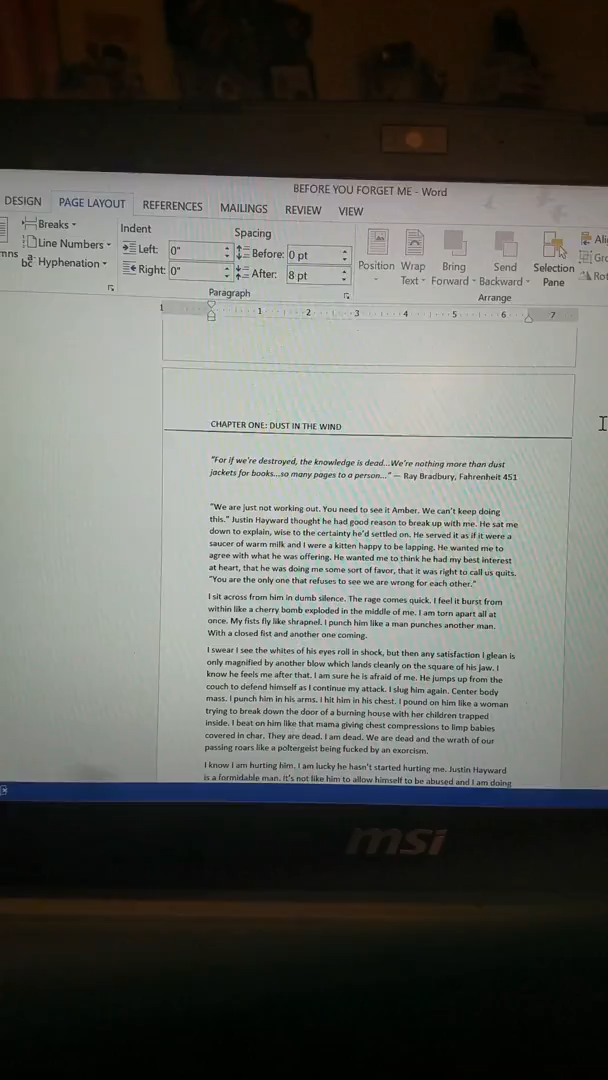 BEFORE YOU FORGET ME - Word
DESIGN PAGE LAYOUT REFERENCES MAILINGS REVIEW VIEW
Breaks
Line Numbers
Hyphenation
Indent
Left: 0"
Right: 0"
Spacing
Before: 0 pt
After: 8 pt
Paragraph
Position
Wrap
Text
Bring
Forward
Send
Backward
Selection
Pane
Arrange
1 1 2 3 4 5 6 7
CHAPTER ONE: DUST IN THE WIND
"For if we're destroyed, the knowledge is dead...We're nothing more than dust
jackets for books...so many pages to a person..." — Ray Bradbury, Fahrenheit 451
"We are just not working out. You need to see it Amber. We can't keep doing
this." Justin Hayward thought he had good reason to break up with me. He sat me
down to explain, wise to the certainty he'd settled on. He served it as if it were a
saucer of warm milk and I were a kitten happy to be lapping. He wanted me to
agree with what he was offering. He wanted me to think he had my best interest
at heart, that he was doing me some sort of favor, that it was right to call us quits.
"You are the only one that refuses to see we are wrong for each other."
I sit across from him in dumb silence. The rage comes quick. I feel it burst from
within like a cherry bomb exploded in the middle of me. I am torn apart all at
once. My fists fly like shrapnel. I punch him like a man punches another man.
With a closed fist and another one coming.
I swear I see the whites of his eyes roll in shock, but then any satisfaction I glean is
only magnified by another blow which lands cleanly on the square of his jaw. I
know he feels me after that. I am sure he is afraid of me. He jumps up from the
couch to defend himself as I continue my attack. I slug him again. Center body
mass. I punch him in his arms. I hit him in his chest. I pound on him like a woman
trying to break down the door of a burning house with her children trapped
inside. I beat on him like that mama giving chest compressions to limp babies
covered in char. They are dead. I am dead. We are dead and the wrath of our
passing roars like a poltergeist being fucked by an exorcism.
I know I am hurting him. I am lucky he hasn't started hurting me. Justin Hayward
is a formidable man. It's not like him to allow himself to be abused and I am doing
msi